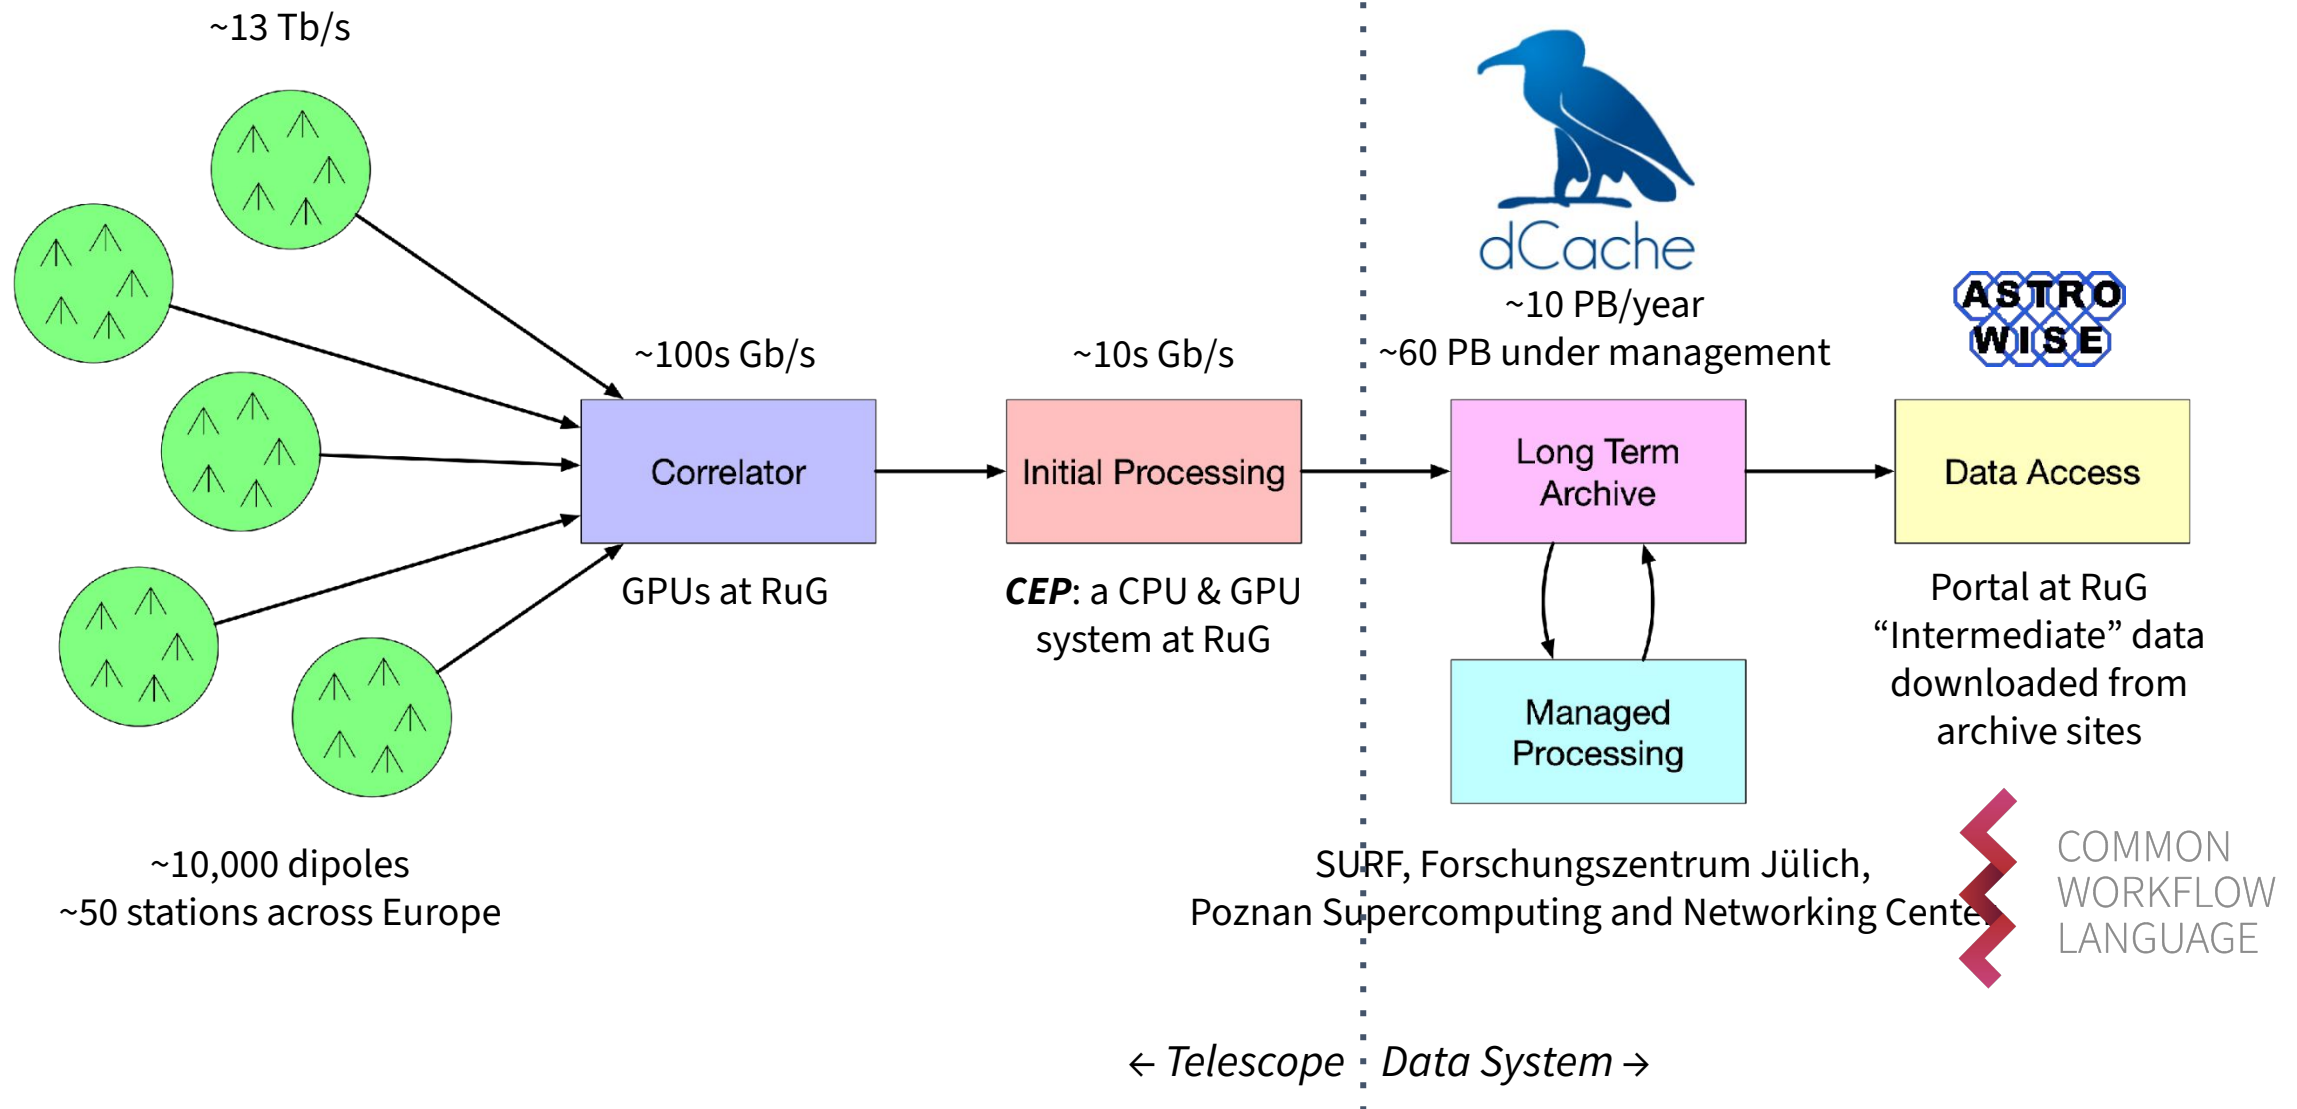 ~13 Tb/s
~10,000 dipoles
~50 stations across Europe
~100s Gb/s
Correlator
GPUs at RuG
~10s Gb/s
Initial Processing
CEP: a CPU & GPU
system at RuG
dCache
~10 PB/year
~60 PB under management
Long Term
Archive
Managed
Processing
SURF, Forschungszentrum Jülich,
Poznan Supercomputing and Networking Center
ASTRO
WISE
Data Access
Portal at RuG
“Intermediate” data
downloaded from
archive sites
COMMON
WORKFLOW
LANGUAGE
← Telescope
Data System →